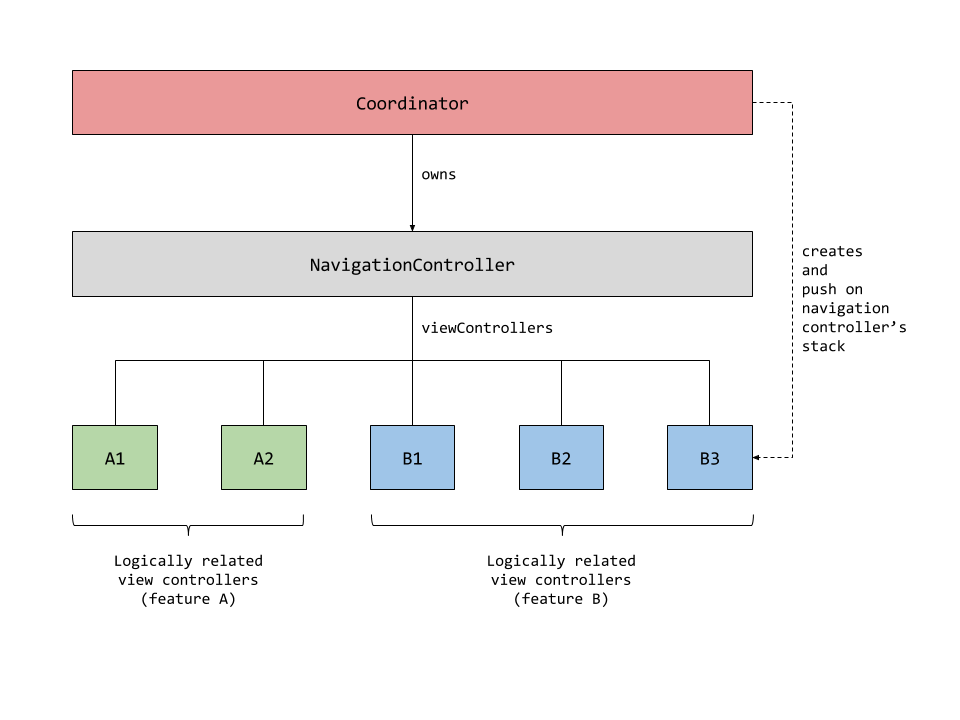 Coordinator
owns
NavigationController
creates
and
push on
navigation
controller’s
stack
viewControllers
A1
A2
B1
B2
B3
Logically related
view controllers
(feature A)
Logically related
view controllers
(feature B)